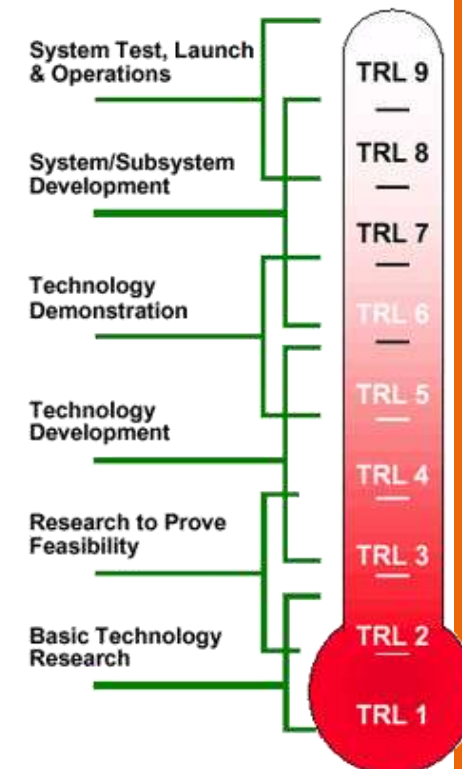 System Test, Launch
& Operations
System/Subsystem
Development
Technology
Demonstration
Technology
Development
Research to Prove
Feasibility
Basic Technology
Research
TRL 9
TRL 8
TRL 7
TRL 6
TRL 5
TRL 4
TRL 3
TRL 2
TRL 1